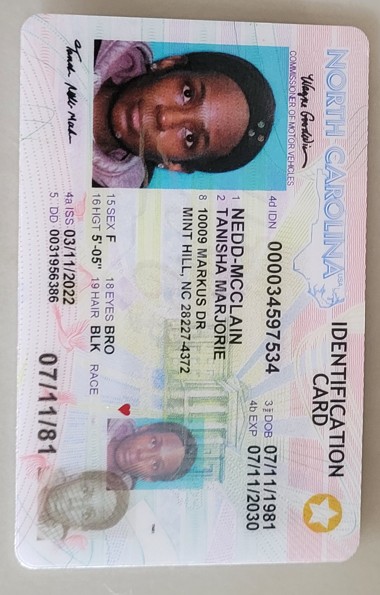 NORTH CAROLINA USA
IDENTIFICATION CARD
Wayne Goodwin
COMMISSIONER OF MOTOR VEHICLES
4d IDN 000034597534
3 DOB 07/11/1981
4b EXP 07/11/2030
1 NEDD-MCCLAIN
2 TANISHA MARJORIE
8 10009 MARKUS DR
MINT HILL, NC 28227-4372
15 SEX F 18 EYES BRO
16 HGT 5'-05" 19 HAIR BLK RACE
4a ISS 03/11/2022
5. DD 0031956386
07/11/81